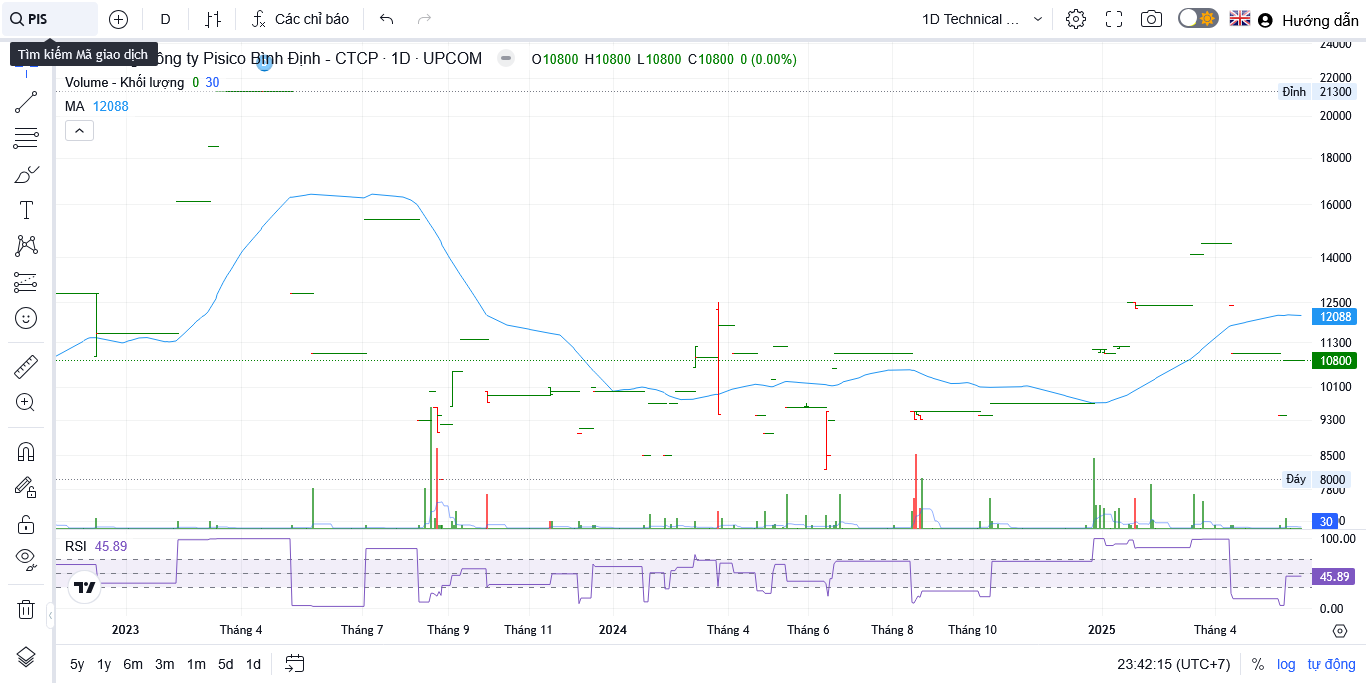 PIS
D
Các chỉ báo
1D Technical ...
Hướng dẫn
Tìm kiếm Mã giao dịch
ông ty Pisico Bình Định - CTCP · 1D · UPCOM
O10800 H10800 L10800 C10800 0 (0.00%)
Volume - Khối lượng 0 30
MA 12088
24000
22000
Đỉnh 21300
20000
18000
16000
14000
12500
12088
11300
10800
10100
9300
8500
Đáy 8000
7800
30
RSI 45.89
100.00
45.89
0.00
2023 Tháng 4 Tháng 7 Tháng 9 Tháng 11 2024 Tháng 4 Tháng 6 Tháng 8 Tháng 10 2025 Tháng 4
5y 1y 6m 3m 1m 5d 1d
23:42:15 (UTC+7) % log tự động